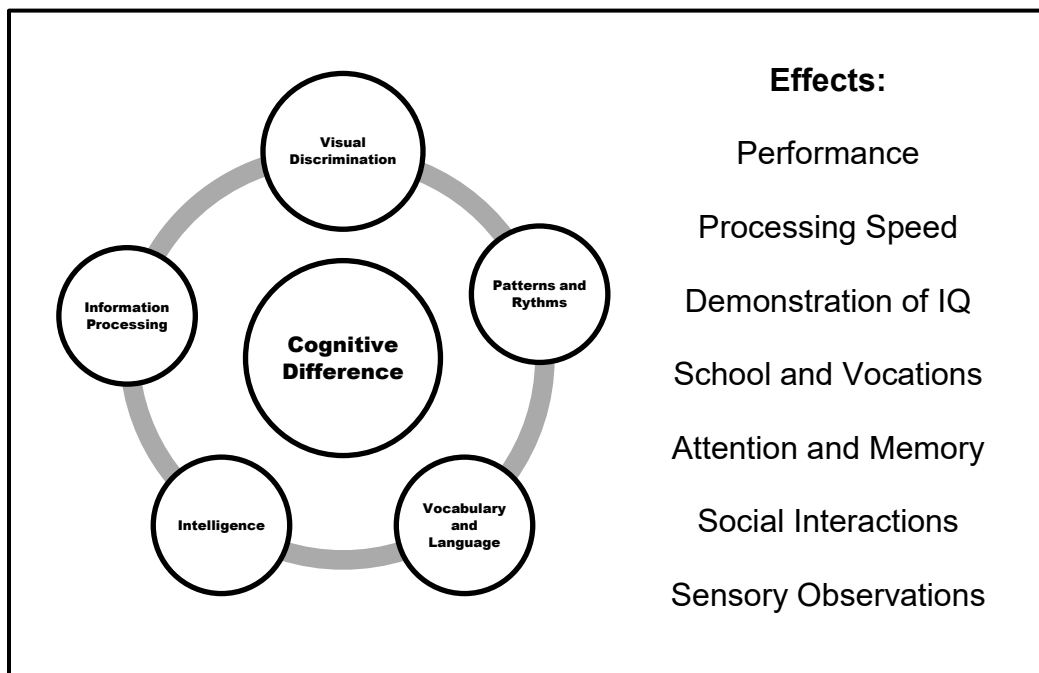 Visual
Discrimination
Patterns and
Rythms
Vocabulary
and
Language
Intelligence
Information
Processing
Cognitive
Difference
Effects:
Performance
Processing Speed
Demonstration of IQ
School and Vocations
Attention and Memory
Social Interactions
Sensory Observations